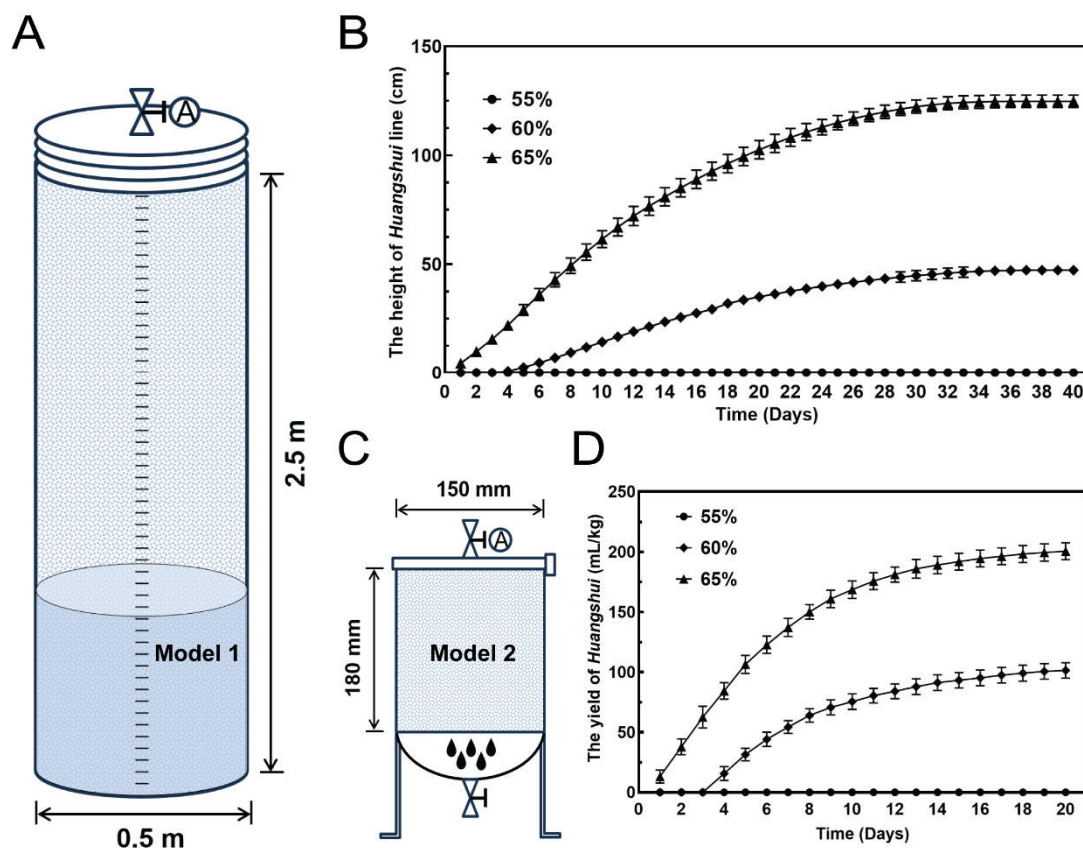 A
A
2.5 m
Model 1
0.5 m
B
The height of Huangshui line (cm)
150
100
50
0
55%
60%
65%
0 2 4 6 8 10 12 14 16 18 20 22 24 26 28 30 32 34 36 38 40
Time (Days)
C
150 mm
A
180 mm
Model 2
D
The yield of Huangshui (mL/kg)
250
200
150
100
50
0
55%
60%
65%
0 2 4 6 8 10 12 14 16 18 20
Time (Days)